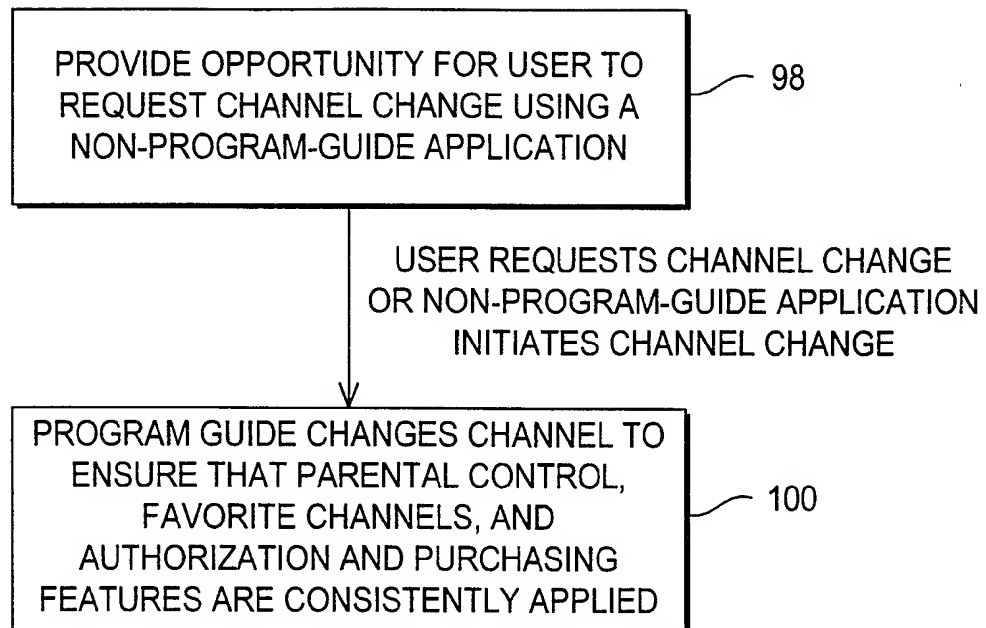 PROVIDE OPPORTUNITY FOR USER TO
REQUEST CHANNEL CHANGE USING A
NON-PROGRAM-GUIDE APPLICATION
98
USER REQUESTS CHANNEL CHANGE
OR NON-PROGRAM-GUIDE APPLICATION
INITIATES CHANNEL CHANGE
PROGRAM GUIDE CHANGES CHANNEL TO
ENSURE THAT PARENTAL CONTROL,
FAVORITE CHANNELS, AND
AUTHORIZATION AND PURCHASING
FEATURES ARE CONSISTENTLY APPLIED
100